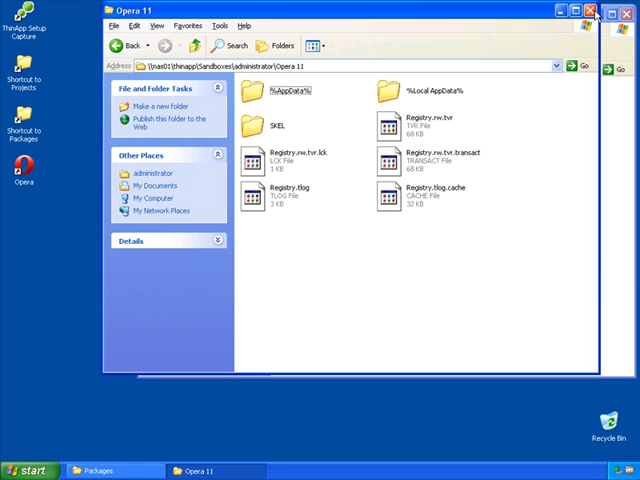 Opera 11
File Edit View Favorites Tools Help
Back Search Folders
Address \\nas01\thinapp\Sandboxes\administrator\Opera 11 Go
Go
ThinApp Setup
Capture
Shortcut to
Projects
Shortcut to
Packages
Opera
File and Folder Tasks
Make a new folder
Publish this folder to the
Web
Other Places
administrator
My Documents
My Computer
My Network Places
Details
%AppData%
%Local AppData%
SKEL
Registry.rw.tvr
TVR File
68 KB
Registry.rw.tvr.lck
LCK File
1 KB
Registry.rw.tvr.transact
TRANSACT File
68 KB
Registry.tlog
TLOG File
3 KB
Registry.tlog.cache
CACHE File
32 KB
Recycle Bin
start
Packages
Opera 11